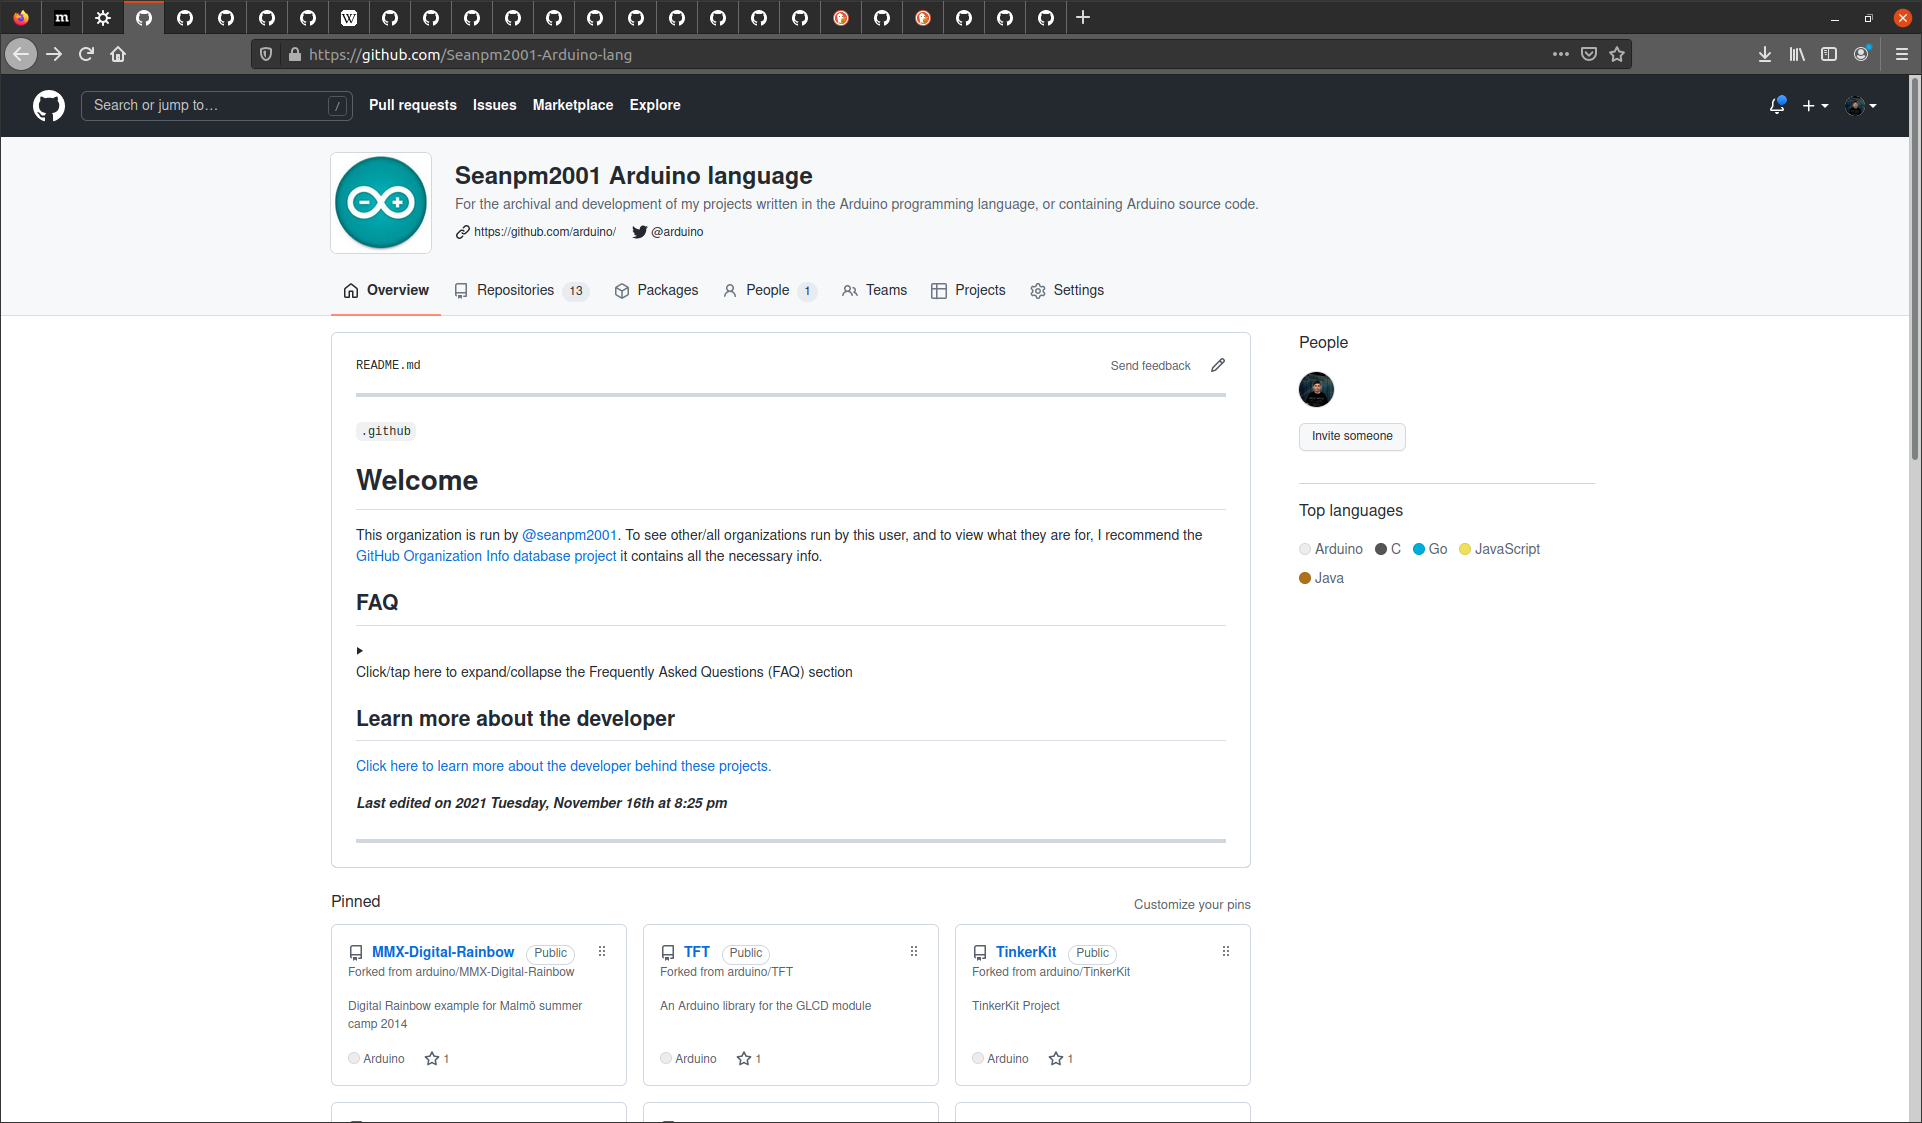 m
W
https://github.com/Seanpm2001-Arduino-lang
Search or jump to… /
Pull requests Issues Marketplace Explore
Seanpm2001 Arduino language
For the archival and development of my projects written in the Arduino programming language, or containing Arduino source code.
https://github.com/arduino/ @arduino
Overview Repositories 13 Packages People 1 Teams Projects Settings
README.md Send feedback
.github
Welcome
This organization is run by @seanpm2001. To see other/all organizations run by this user, and to view what they are for, I recommend the
GitHub Organization Info database project it contains all the necessary info.
FAQ
Click/tap here to expand/collapse the Frequently Asked Questions (FAQ) section
Learn more about the developer
Click here to learn more about the developer behind these projects.
Last edited on 2021 Tuesday, November 16th at 8:25 pm
People
Invite someone
Top languages
Arduino C Go JavaScript
Java
Pinned Customize your pins
MMX-Digital-Rainbow Public
Forked from arduino/MMX-Digital-Rainbow
Digital Rainbow example for Malmö summer
camp 2014
Arduino 1
TFT Public
Forked from arduino/TFT
An Arduino library for the GLCD module
Arduino 1
TinkerKit Public
Forked from arduino/TinkerKit
TinkerKit Project
Arduino 1